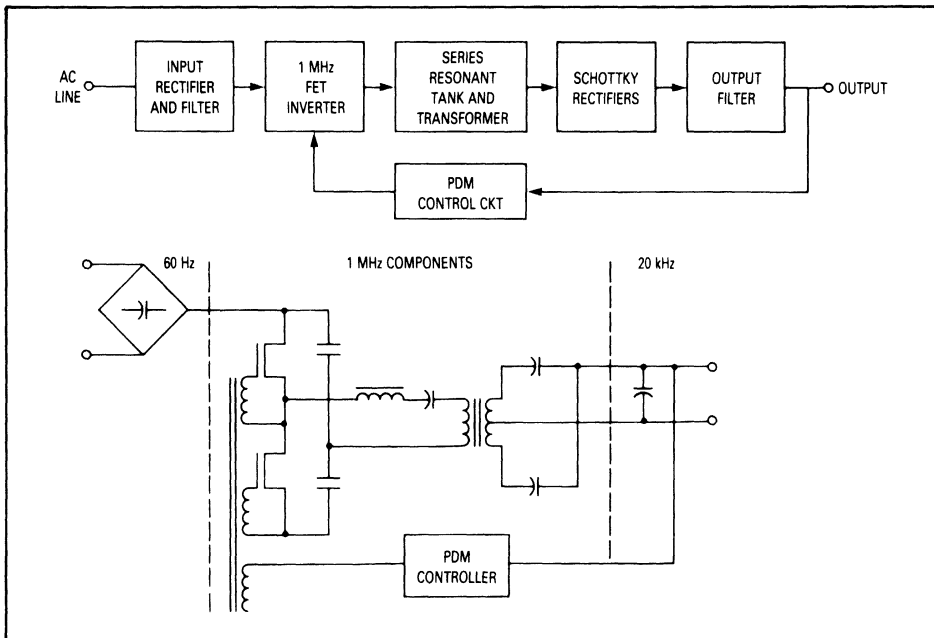 AC
LINE
INPUT
RECTIFIER
AND FILTER
1 MHz
FET
INVERTER
SERIES
RESONANT
TANK AND
TRANSFORMER
SCHOTTKY
RECTIFIERS
OUTPUT
FILTER
OUTPUT
PDM
CONTROL CKT
60 Hz
1 MHz COMPONENTS
20 kHz
PDM
CONTROLLER